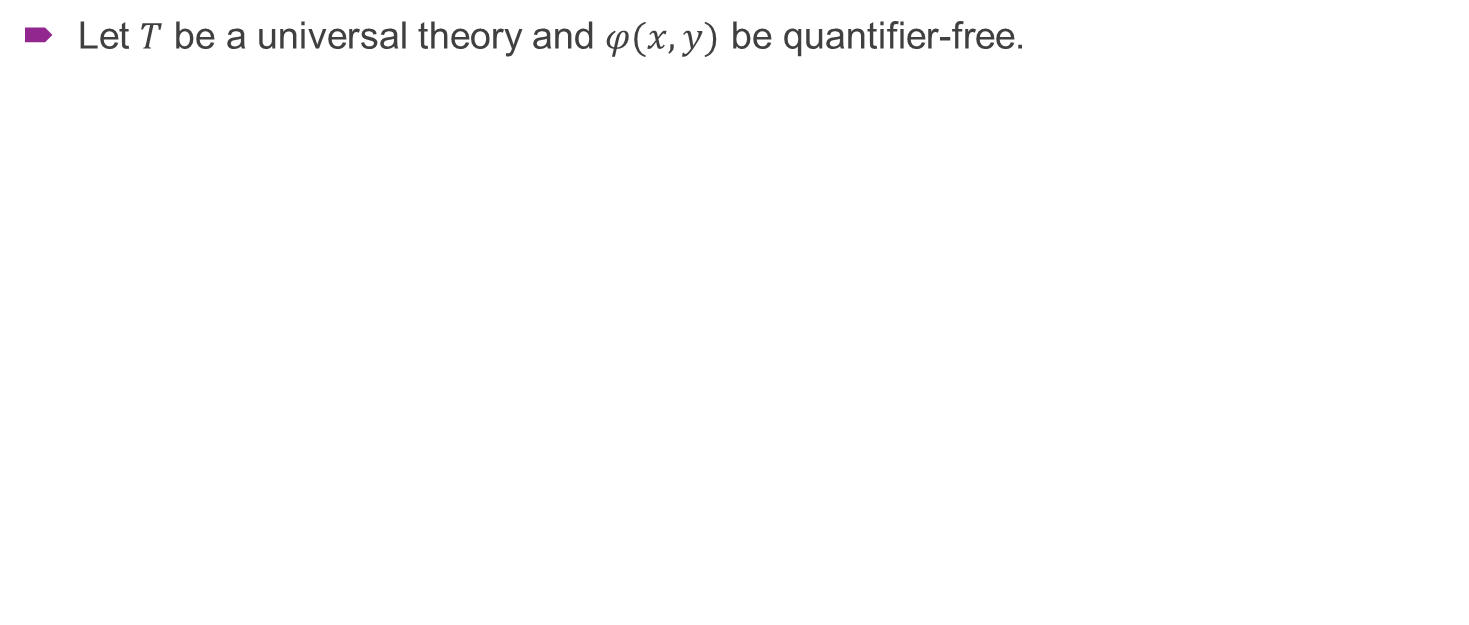 Let 𝑇 be a universal theory and 𝜑(𝑥, 𝑦) be quantifier-free.